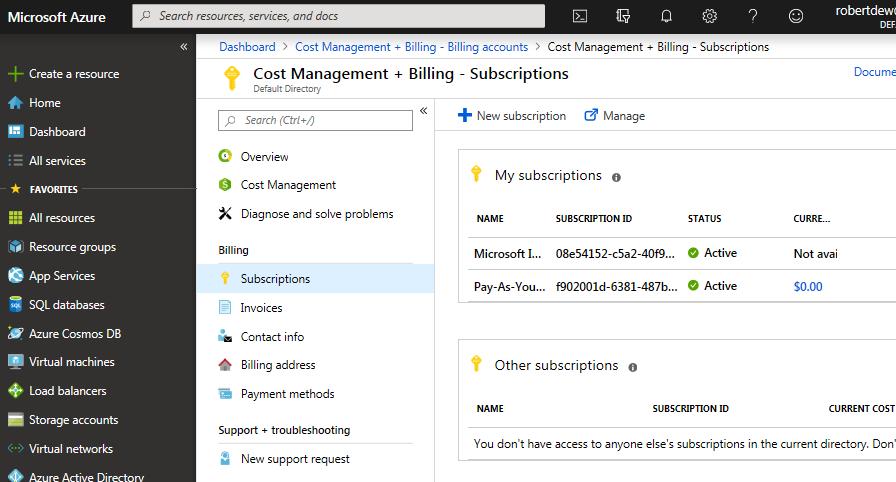 Microsoft Azure
Search resources, services, and docs
DEF
«
Create a resource
Home
Dashboard
All services
FAVORITES
All resources
Resource groups
App Services
SQL databases
Azure Cosmos DB
Virtual machines
Load balancers
Storage accounts
Virtual networks
Azure Active Directory
Dashboard > Cost Management + Billing - Billing accounts > Cost Management + Billing - Subscriptions
Cost Management + Billing - Subscriptions
Default Directory
Docume
Search (Ctrl+/)
«
Overview
Cost Management
Diagnose and solve problems
Billing
Subscriptions
Invoices
Contact info
Billing address
Payment methods
Support + troubleshooting
New support request
New subscription Manage
My subscriptions
NAME SUBSCRIPTION ID STATUS CURRE...
Microsoft I... 08e54152-c5a2-40f9... Active Not avai
Pay-As-You... f902001d-6381-487b... Active $0.00
Other subscriptions
NAME SUBSCRIPTION ID CURRENT COST
You don't have access to anyone else's subscriptions in the current directory. Don'